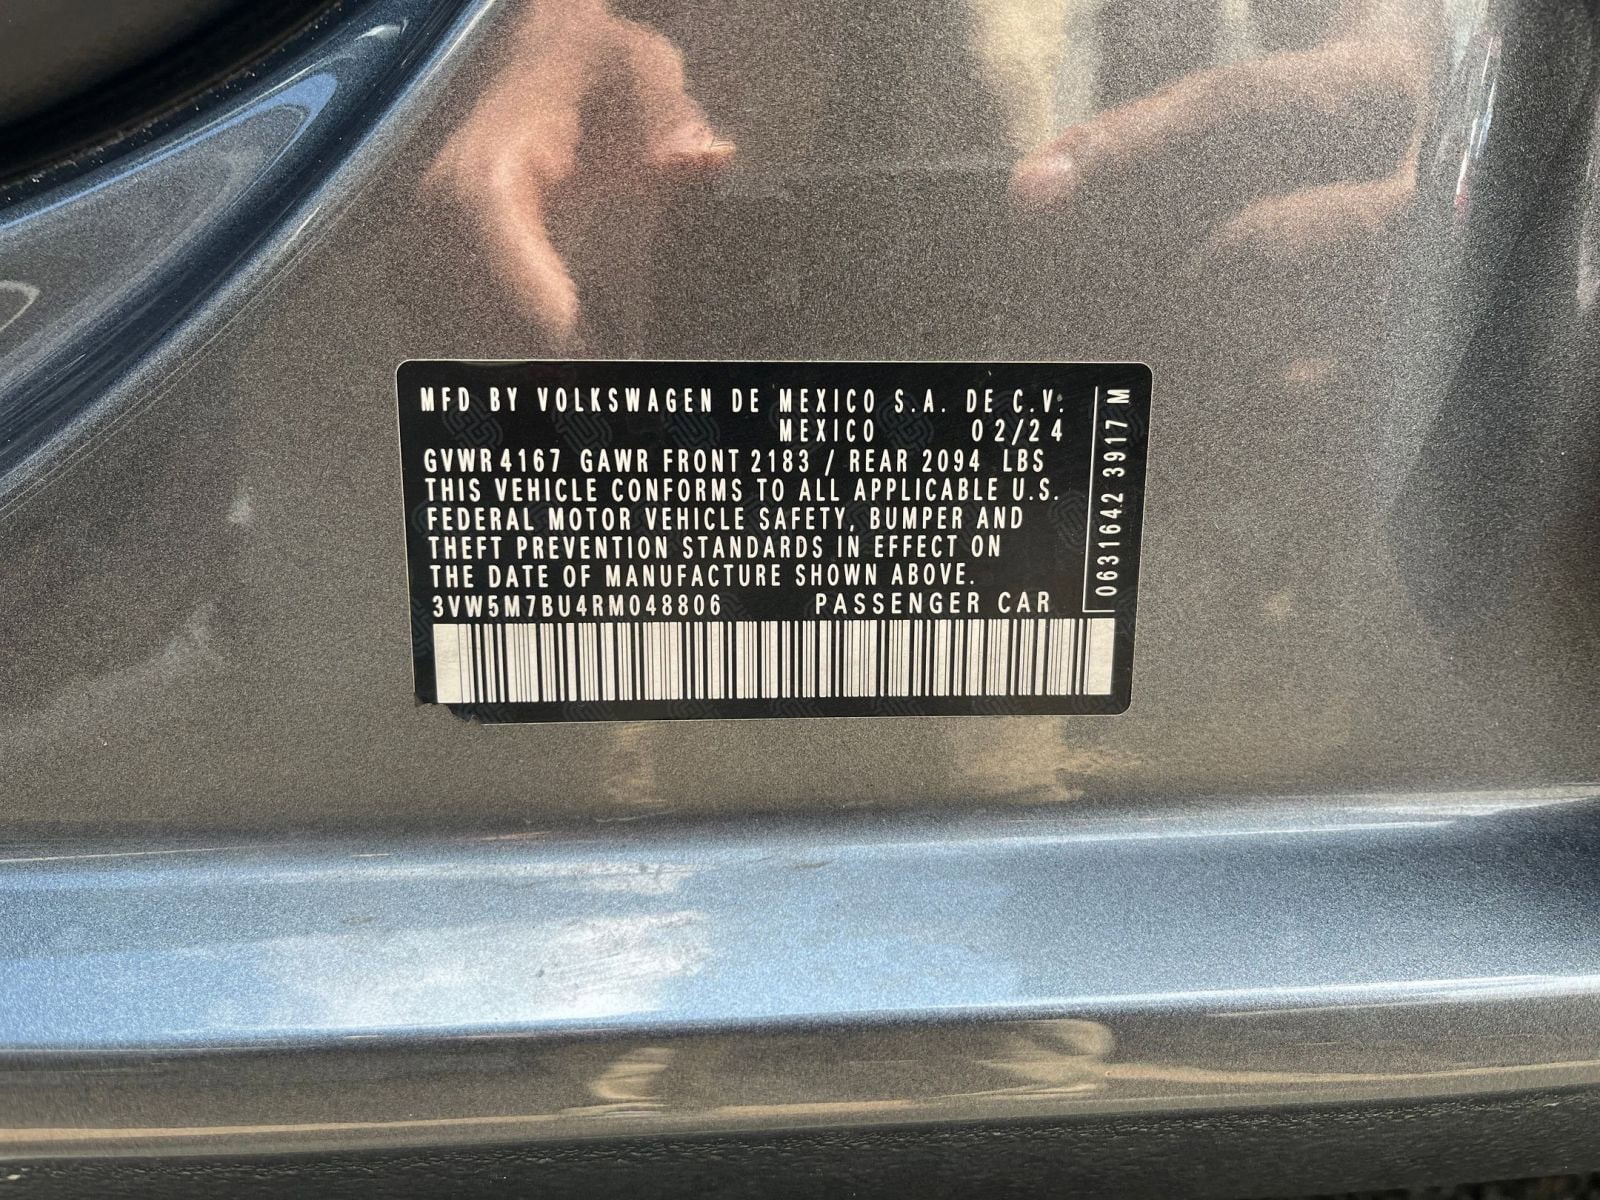 MFD BY VOLKSWAGEN DE MEXICO S.A. DE C.V.
MEXICO 02/24
GVWR 4167 GAWR FRONT 2183 / REAR 2094 LBS
THIS VEHICLE CONFORMS TO ALL APPLICABLE U.S.
FEDERAL MOTOR VEHICLE SAFETY, BUMPER AND
THEFT PREVENTION STANDARDS IN EFFECT ON
THE DATE OF MANUFACTURE SHOWN ABOVE.
3VW5M7BU4RM048806 PASSENGER CAR
0631642 3917 M